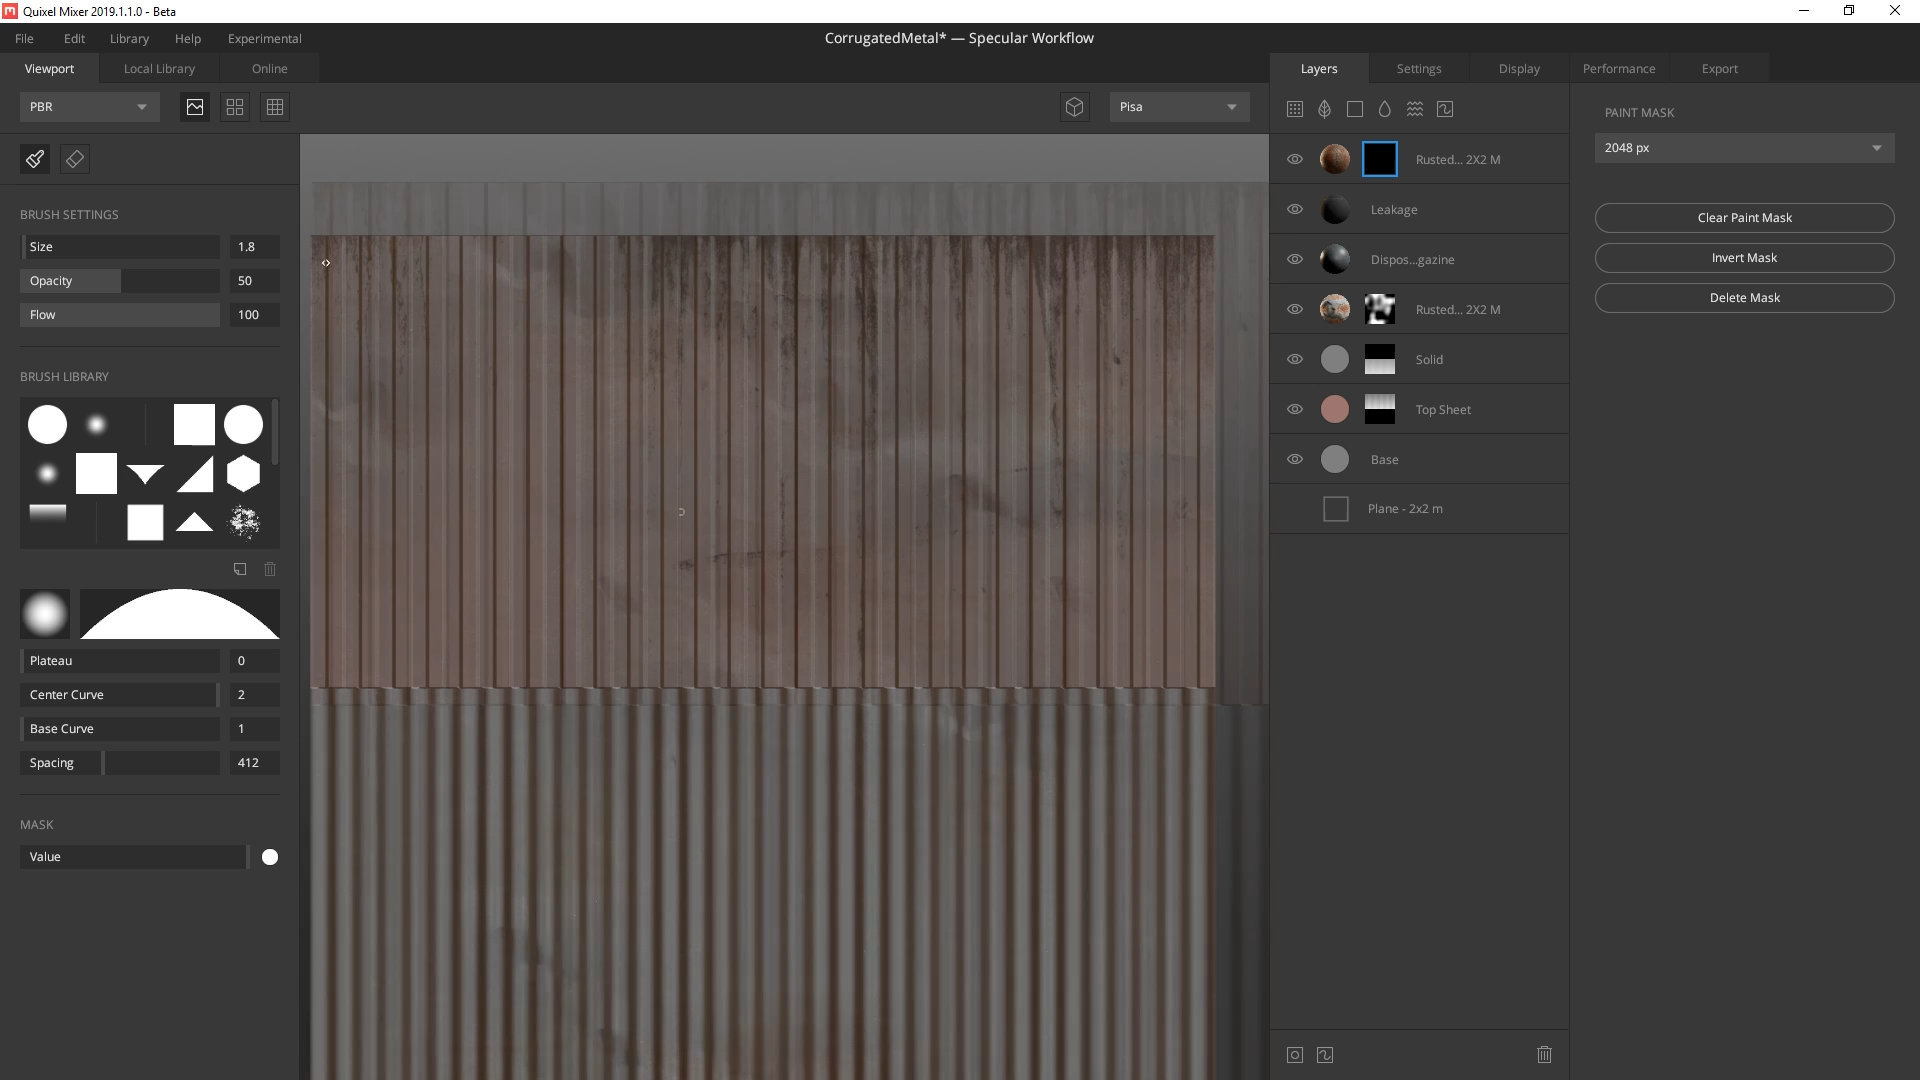 Quixel Mixer 2019.1.1.0 - Beta
File Edit Library Help Experimental
CorrugatedMetal* — Specular Workflow
Viewport Local Library Online
Layers Settings Display Performance Export
PBR
Pisa
PAINT MASK
2048 px
Clear Paint Mask
Invert Mask
Delete Mask
BRUSH SETTINGS
Size 1.8
Opacity 50
Flow 100
BRUSH LIBRARY
Plateau 0
Center Curve 2
Base Curve 1
Spacing 412
MASK
Value
Rusted... 2X2 M
Leakage
Dispos...gazine
Rusted... 2X2 M
Solid
Top Sheet
Base
Plane - 2x2 m